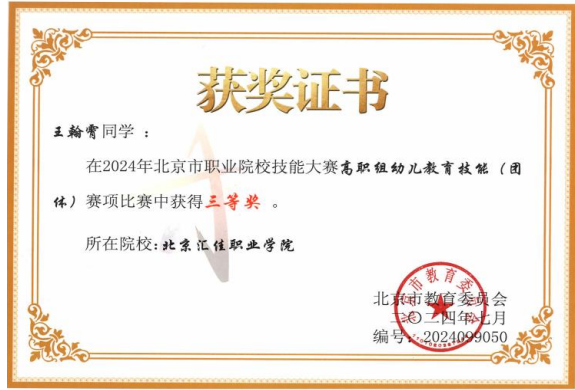 获奖证书
王翰霄同学：
在2024年北京市职业院校技能大赛高职组幼儿教育技能（团
体）赛项比赛中获得三等奖。
所在院校:北京汇佳职业学院
北京市教育委员会
二〇二四年七月
编号：2024099050